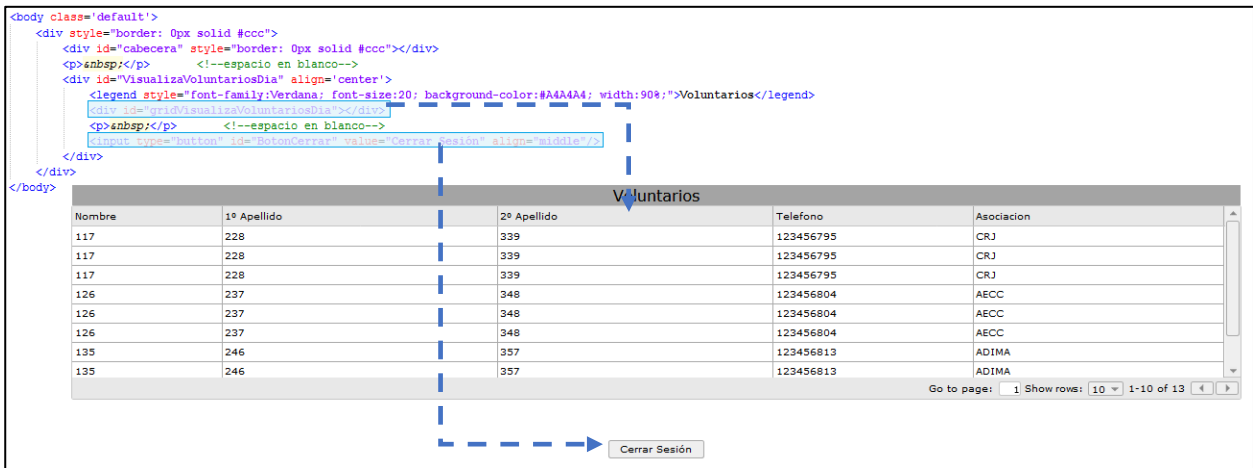 <body class='default'>
<div style="border: 0px solid #ccc">
<div id="cabecera" style="border: 0px solid #ccc"></div>
<p>&nbsp;</p> <!--espacio en blanco-->
<div id="VisualizaVoluntariosDia" align='center'>
<legend style="font-family:Verdana; font-size:20; background-color:#A4A4A4; width:90%;">Voluntarios</legend>
<div id="gridVisualizaVoluntariosDia"></div>
<p>&nbsp;</p> <!--espacio en blanco-->
<input type="button" id="BotonCerrar" value="Cerrar Sesión" align="middle"/>
</div>
</div>
</body>
Voluntarios
Nombre 1º Apellido 2º Apellido Telefono Asociacion
117 228 339 123456795 CRJ
117 228 339 123456795 CRJ
117 228 339 123456795 CRJ
126 237 348 123456804 AECC
126 237 348 123456804 AECC
126 237 348 123456804 AECC
135 246 357 123456813 ADIMA
135 246 357 123456813 ADIMA
Go to page: 1 Show rows: 10 1-10 of 13
Cerrar Sesión